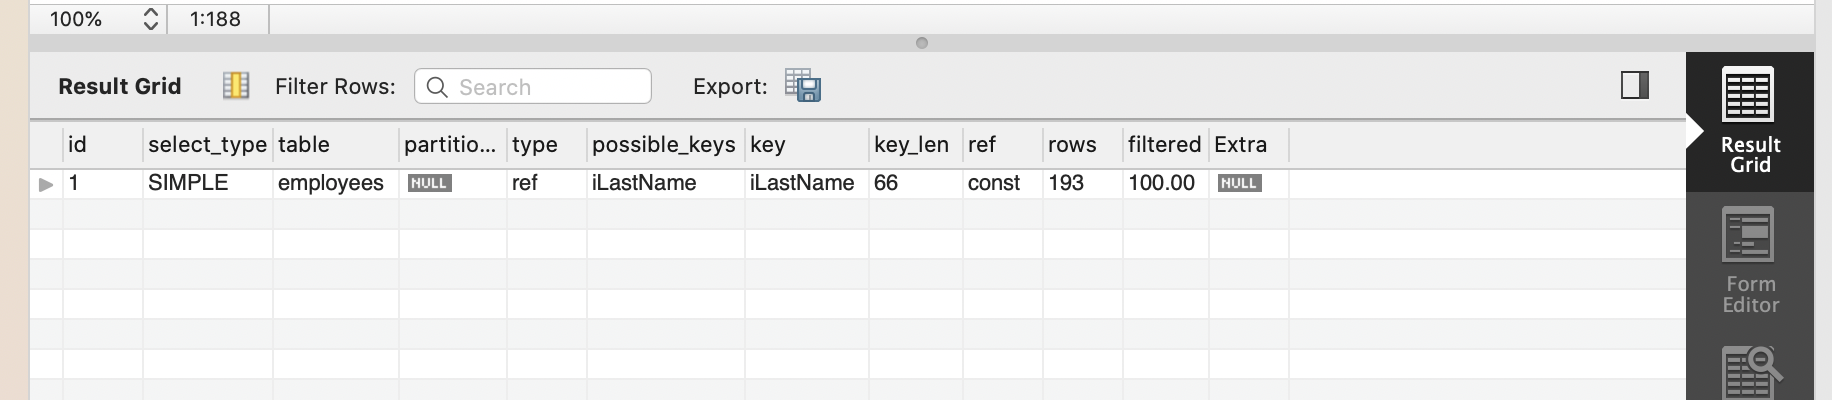 100% 1:188
Result Grid Filter Rows: Search Export:
id select_type table partitio... type possible_keys key key_len ref rows filtered Extra
1 SIMPLE employees NULL ref iLastName iLastName 66 const 193 100.00 NULL
Result
Grid
Form
Editor